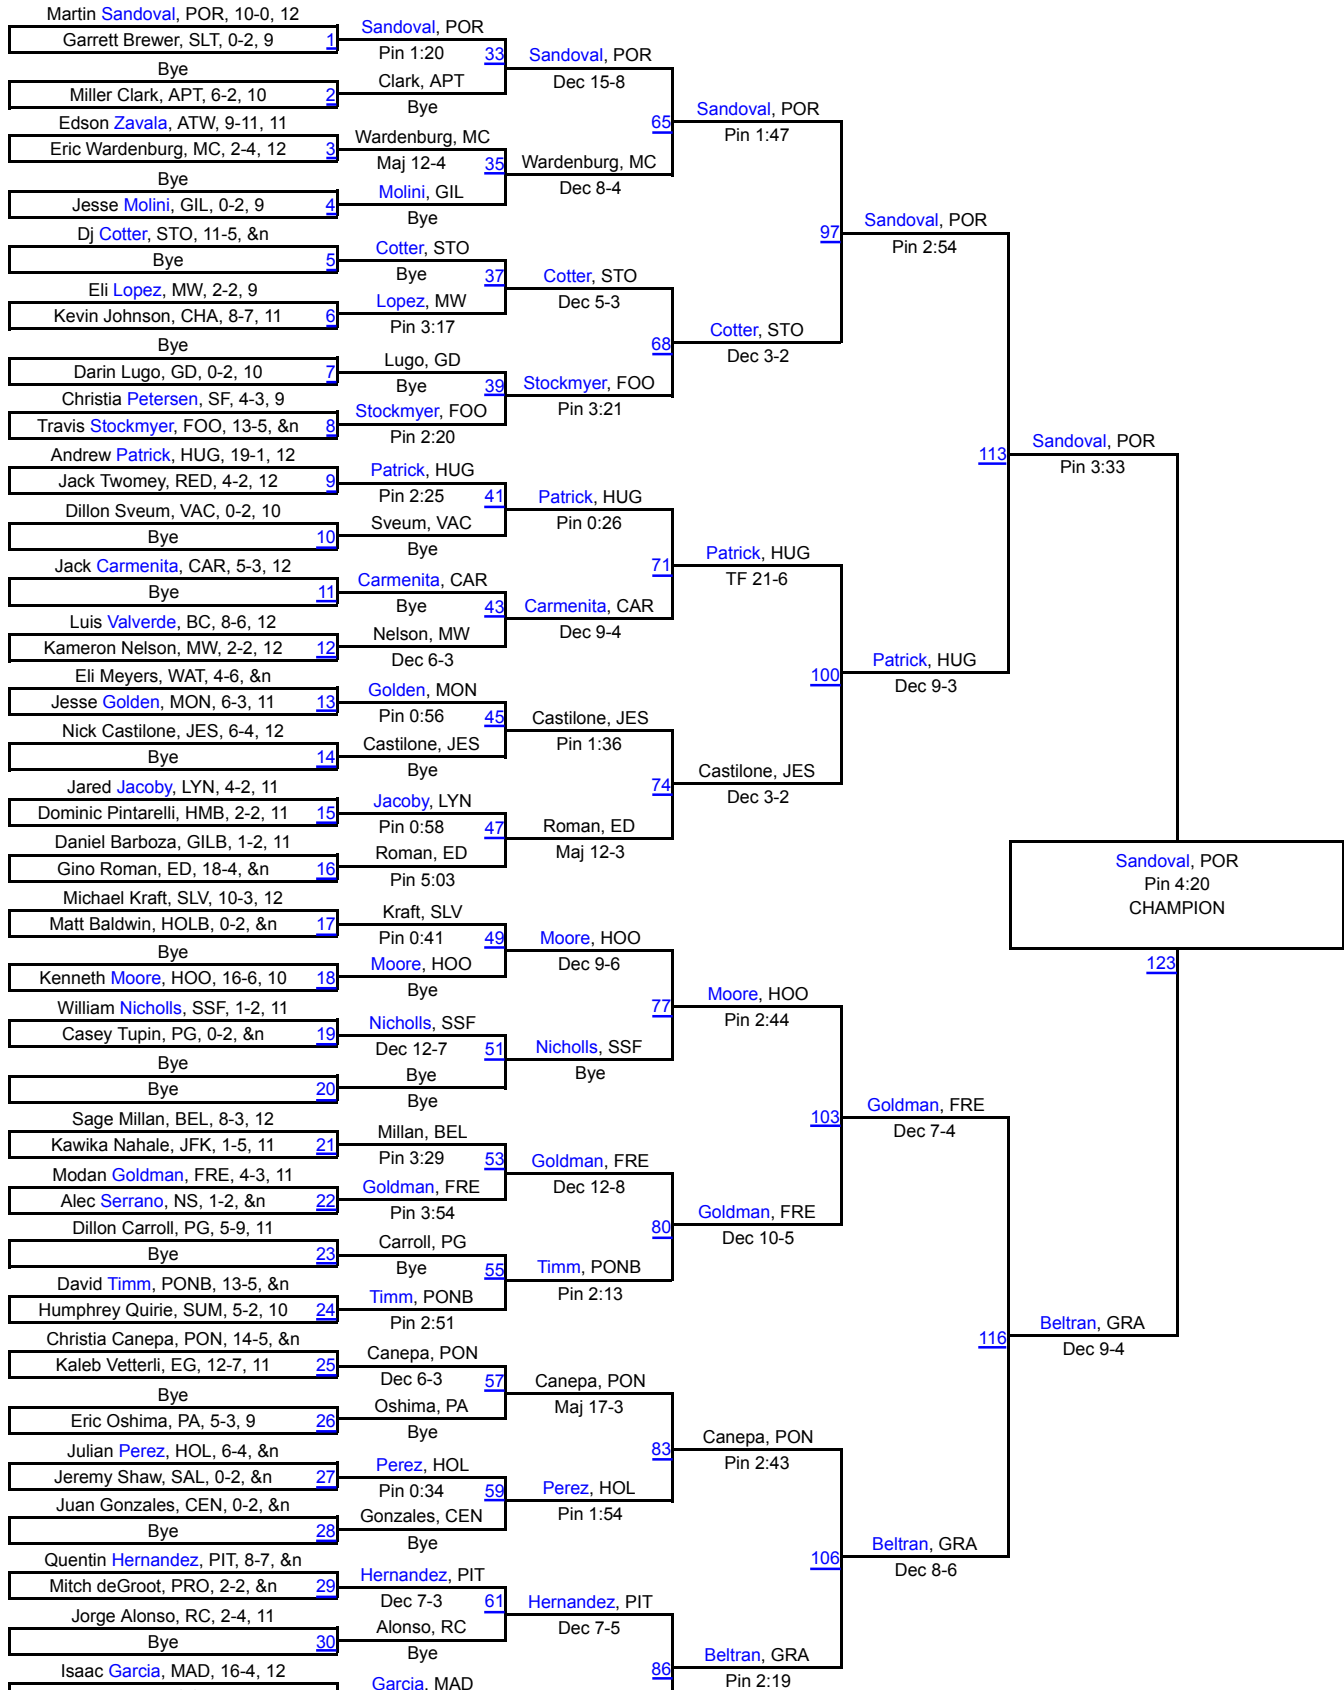 Martin Sandoval, POR, 10-0, 12
Garrett Brewer, SLT, 0-2, 9
1
Bye
Miller Clark, APT, 6-2, 10
2
Edson Zavala, ATW, 9-11, 11
Eric Wardenburg, MC, 2-4, 12
3
Bye
Jesse Molini, GIL, 0-2, 9
4
Dj Cotter, STO, 11-5, &n
Bye
5
Eli Lopez, MW, 2-2, 9
Kevin Johnson, CHA, 8-7, 11
6
Bye
Darin Lugo, GD, 0-2, 10
7
Christia Petersen, SF, 4-3, 9
Travis Stockmyer, FOO, 13-5, &n
8
Andrew Patrick, HUG, 19-1, 12
Jack Twomey, RED, 4-2, 12
9
Dillon Sveum, VAC, 0-2, 10
Bye
10
Jack Carmenita, CAR, 5-3, 12
Bye
11
Luis Valverde, BC, 8-6, 12
Kameron Nelson, MW, 2-2, 12
12
Eli Meyers, WAT, 4-6, &n
Jesse Golden, MON, 6-3, 11
13
Nick Castilone, JES, 6-4, 12
Bye
14
Jared Jacoby, LYN, 4-2, 11
Dominic Pintarelli, HMB, 2-2, 11
15
Daniel Barboza, GILB, 1-2, 11
Gino Roman, ED, 18-4, &n
16
Michael Kraft, SLV, 10-3, 12
Matt Baldwin, HOLB, 0-2, &n
17
Bye
Kenneth Moore, HOO, 16-6, 10
18
William Nicholls, SSF, 1-2, 11
Casey Tupin, PG, 0-2, &n
19
Bye
Bye
20
Sage Millan, BEL, 8-3, 12
Kawika Nahale, JFK, 1-5, 11
21
Modan Goldman, FRE, 4-3, 11
Alec Serrano, NS, 1-2, &n
22
Dillon Carroll, PG, 5-9, 11
Bye
23
David Timm, PONB, 13-5, &n
Humphrey Quirie, SUM, 5-2, 10
24
Christia Canepa, PON, 14-5, &n
Kaleb Vetterli, EG, 12-7, 11
25
Bye
Eric Oshima, PA, 5-3, 9
26
Julian Perez, HOL, 6-4, &n
Jeremy Shaw, SAL, 0-2, &n
27
Juan Gonzales, CEN, 0-2, &n
Bye
28
Quentin Hernandez, PIT, 8-7, &n
Mitch deGroot, PRO, 2-2, &n
29
Jorge Alonso, RC, 2-4, 11
Bye
30
Isaac Garcia, MAD, 16-4, 12
Sandoval, POR
Pin 1:20
33
Clark, APT
Bye
Wardenburg, MC
Maj 12-4
35
Molini, GIL
Bye
Cotter, STO
Bye
37
Lopez, MW
Pin 3:17
Lugo, GD
Bye
39
Stockmyer, FOO
Pin 2:20
Patrick, HUG
Pin 2:25
41
Sveum, VAC
Bye
Carmenita, CAR
Bye
43
Nelson, MW
Dec 6-3
Golden, MON
Pin 0:56
45
Castilone, JES
Bye
Jacoby, LYN
Pin 0:58
47
Roman, ED
Pin 5:03
Kraft, SLV
Pin 0:41
49
Moore, HOO
Bye
Nicholls, SSF
Dec 12-7
51
Bye
Bye
Millan, BEL
Pin 3:29
53
Goldman, FRE
Pin 3:54
Carroll, PG
Bye
55
Timm, PONB
Pin 2:51
Canepa, PON
Dec 6-3
57
Oshima, PA
Bye
Perez, HOL
Pin 0:34
59
Gonzales, CEN
Bye
Hernandez, PIT
Dec 7-3
61
Alonso, RC
Bye
Garcia, MAD
Sandoval, POR
Dec 15-8
65
Wardenburg, MC
Dec 8-4
Cotter, STO
Dec 5-3
68
Stockmyer, FOO
Pin 3:21
Patrick, HUG
Pin 0:26
71
Carmenita, CAR
Dec 9-4
Castilone, JES
Pin 1:36
74
Roman, ED
Maj 12-3
Moore, HOO
Dec 9-6
77
Nicholls, SSF
Bye
Goldman, FRE
Dec 12-8
80
Timm, PONB
Pin 2:13
Canepa, PON
Maj 17-3
83
Perez, HOL
Pin 1:54
Hernandez, PIT
Dec 7-5
86
Sandoval, POR
Pin 1:47
97
Cotter, STO
Dec 3-2
Patrick, HUG
TF 21-6
100
Castilone, JES
Dec 3-2
Moore, HOO
Pin 2:44
103
Goldman, FRE
Dec 10-5
Canepa, PON
Pin 2:43
106
Beltran, GRA
Pin 2:19
Sandoval, POR
Pin 2:54
113
Patrick, HUG
Dec 9-3
Goldman, FRE
Dec 7-4
116
Beltran, GRA
Dec 8-6
Sandoval, POR
Pin 3:33
Beltran, GRA
Dec 9-4
Sandoval, POR
Pin 4:20
CHAMPION
123